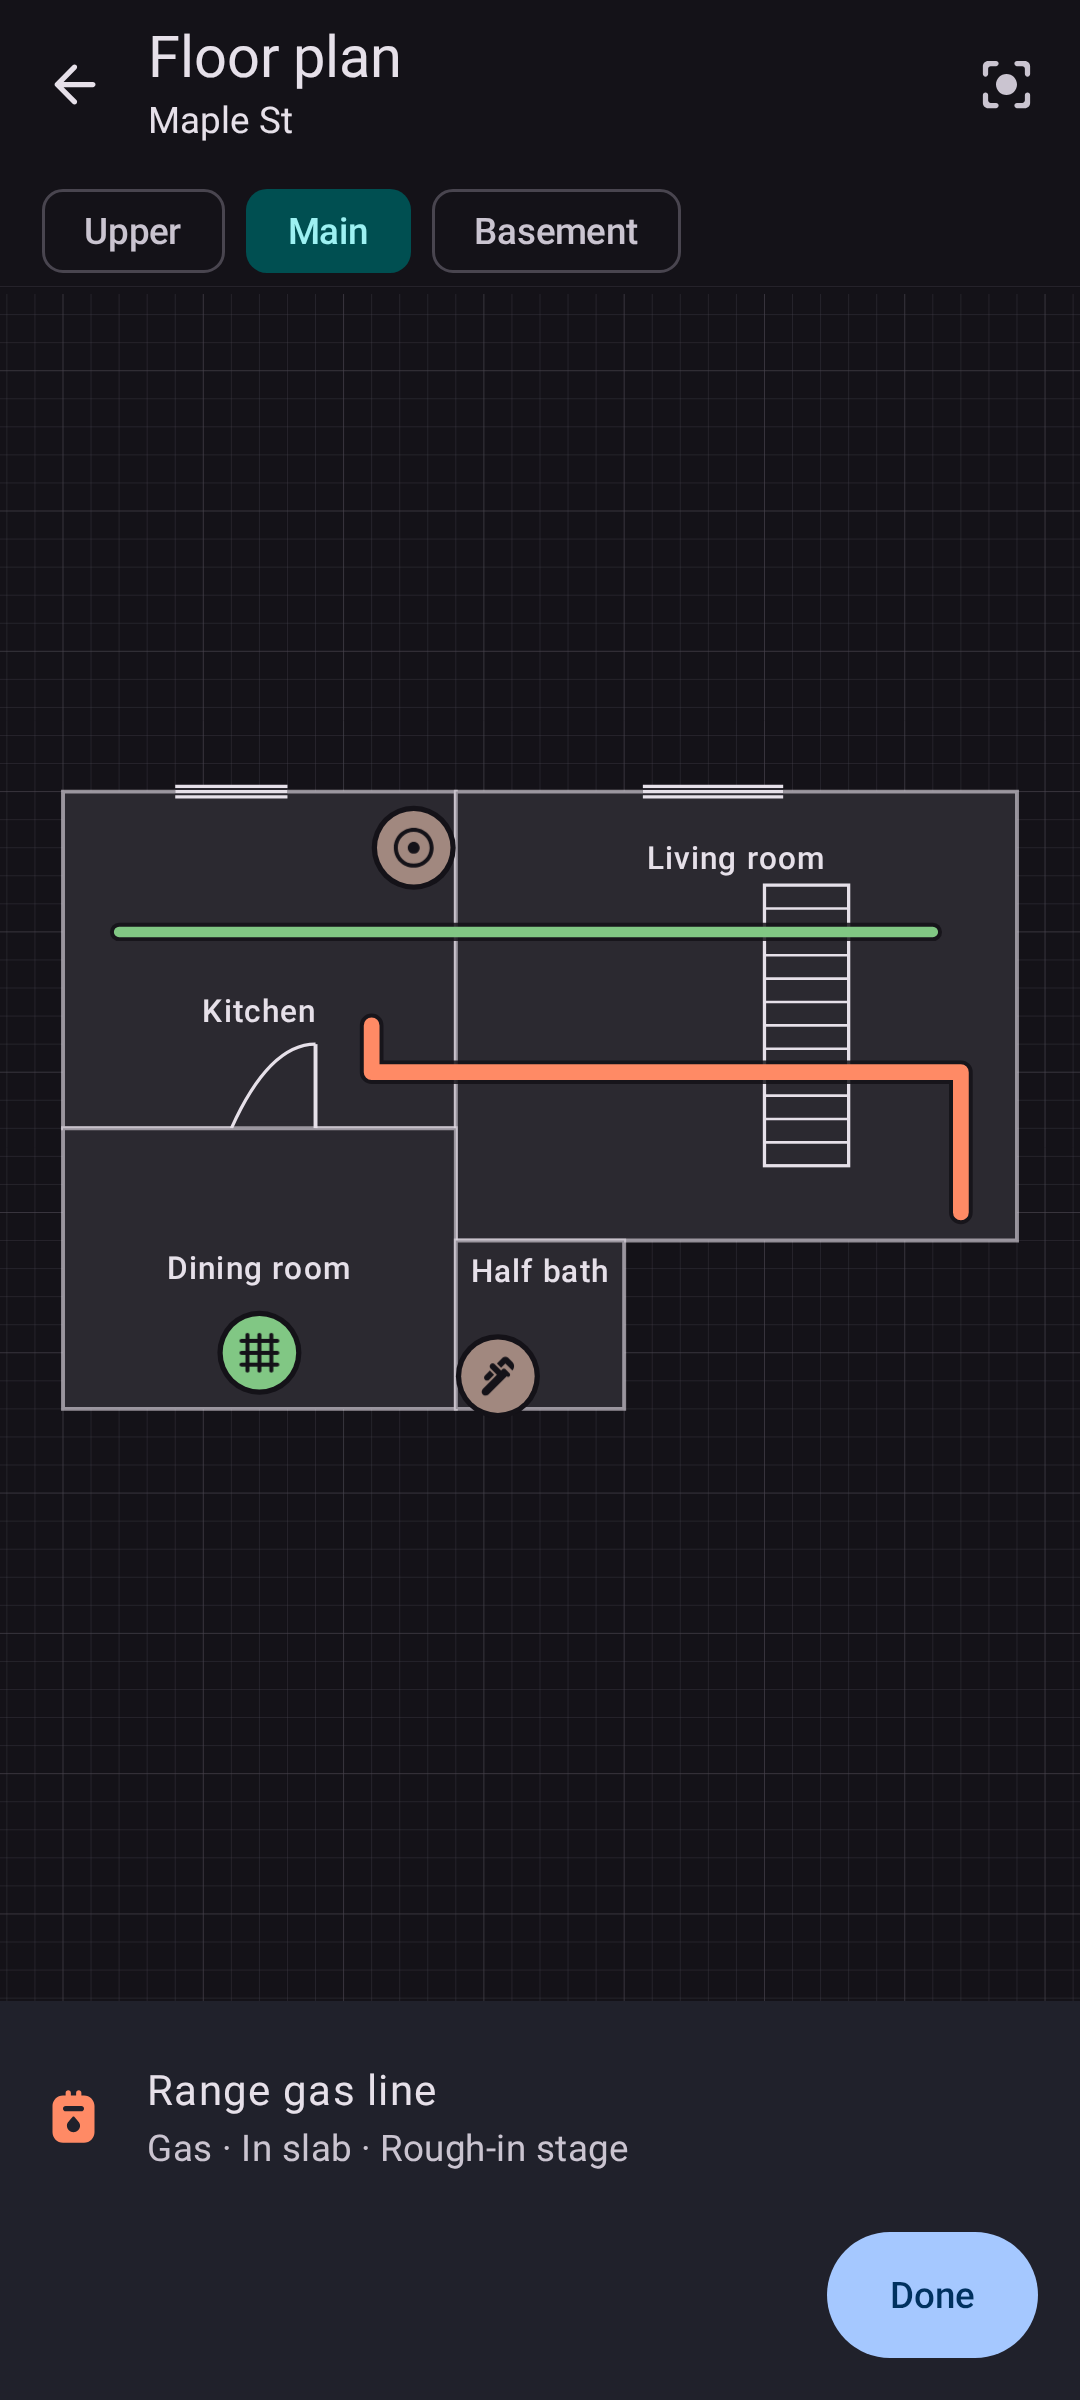 Floor plan
Maple St
Upper
Main
Basement
Living room
Kitchen
Dining room
Half bath
Range gas line
Gas · In slab · Rough-in stage
Done